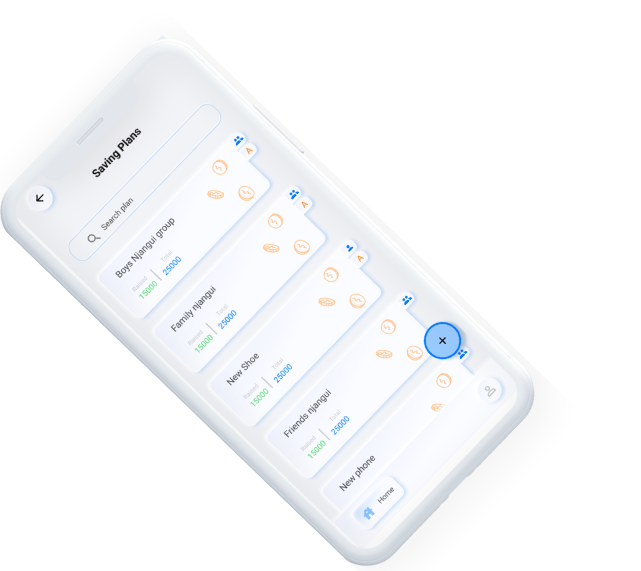 Saving Plans
Search plan
A
Boys Njangui group
Raised Total
15000 25000
A
Family njangui
Raised Total
15000 25000
A
New Shoe
Raised Total
15000 25000
Friends njangui
Raised Total
15000 25000
New phone
Home